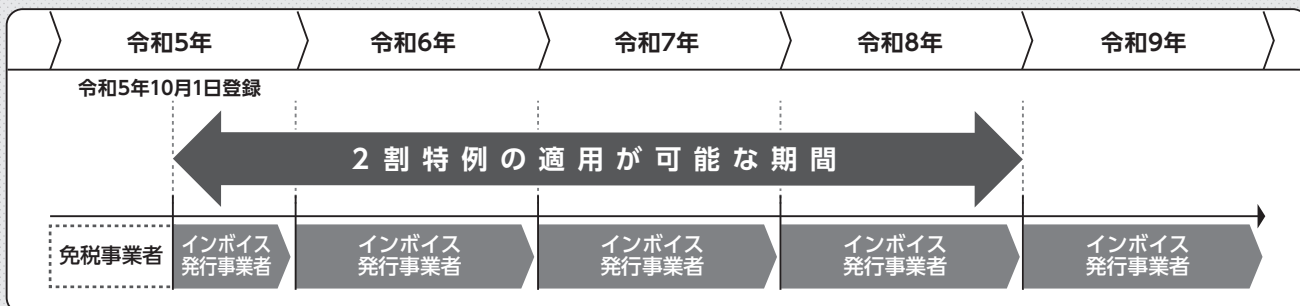 令和5年
令和6年
令和7年
令和8年
令和9年
令和5年10月1日登録
2割特例の適用が可能な期間
免税事業者
インボイス
発行事業者
インボイス
発行事業者
インボイス
発行事業者
インボイス
発行事業者
インボイス
発行事業者